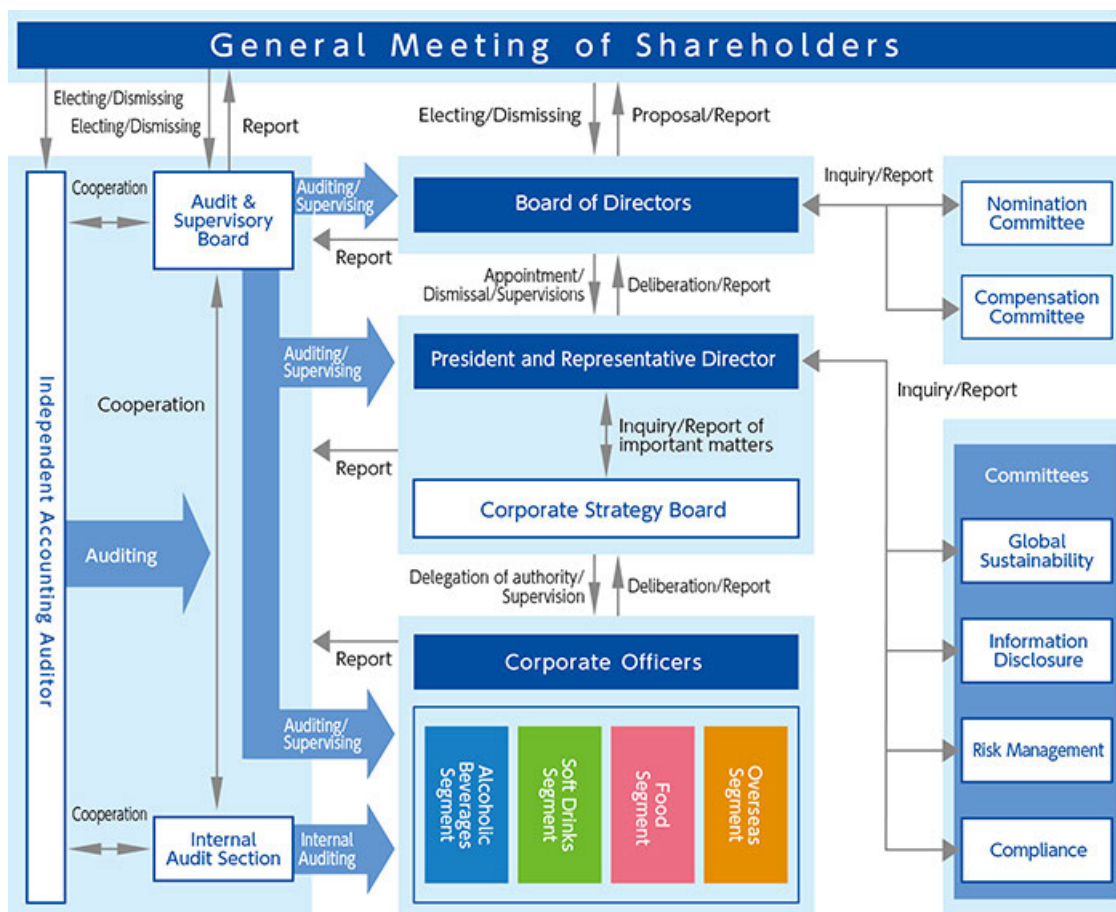 General Meeting of Shareholders
Electing/Dismissing
Electing/Dismissing
Report
Electing/Dismissing
Proposal/Report
Cooperation
Audit &
Supervisory
Board
Auditing/
Supervising
Board of Directors
Inquiry/Report
Nomination
Committee
Report
Appointment/
Dismissal/Supervisions
Deliberation/Report
Compensation
Committee
Independent Accounting Auditor
Cooperation
Auditing/
Supervising
President and Representative Director
Inquiry/Report
Inquiry/Report of
important matters
Report
Corporate Strategy Board
Committees
Global
Sustainability
Auditing
Delegation of authority/
Supervision
Deliberation/Report
Report
Corporate Officers
Information
Disclosure
Auditing/
Supervising
Alcoholic
Beverages
Segment
Soft Drinks
Segment
Food
Segment
Overseas
Segment
Risk Management
Cooperation
Internal
Audit Section
Internal
Auditing
Compliance